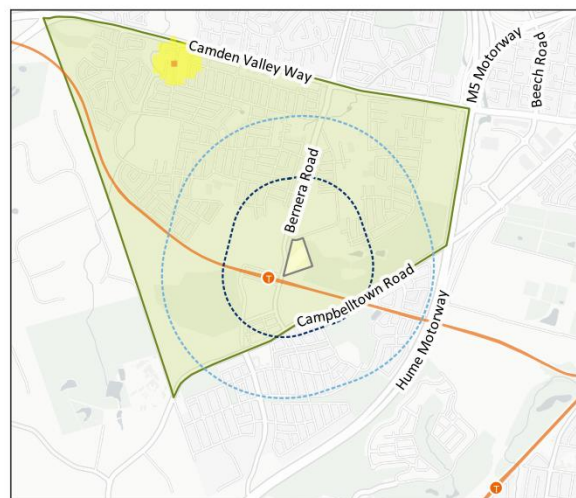 Camden Valley Way
M5 Motorway
Beech Road
Bernera Road
Campbelltown Road
Hume Motorway
T
T